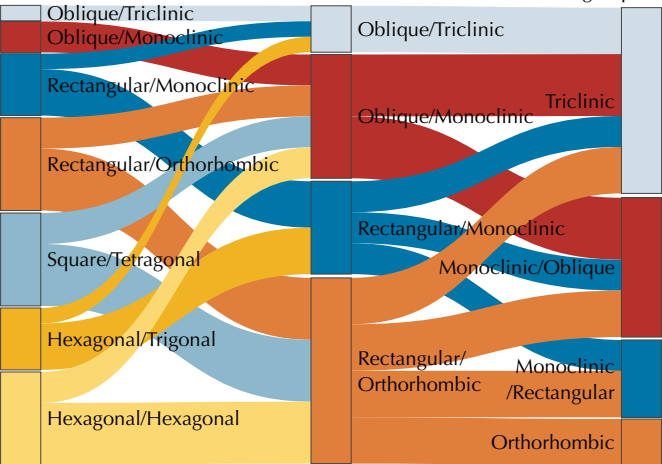 Oblique/Triclinic
Oblique/Monoclinic
Rectangular/Monoclinic
Rectangular/Orthorhombic
Square/Tetragonal
Hexagonal/Trigonal
Hexagonal/Hexagonal
Oblique/Triclinic
Oblique/Monoclinic
Rectangular/Monoclinic
Rectangular/
Orthorhombic
Triclinic
Monoclinic/Oblique
Monoclinic
/Rectangular
Orthorhombic